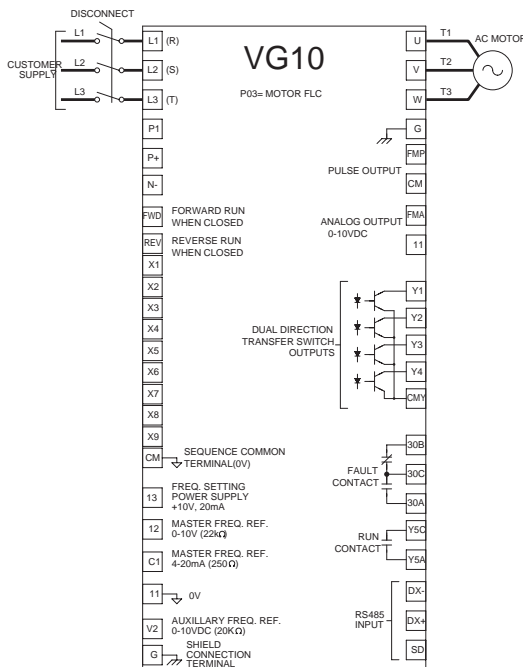 DISCONNECT
L1
L1
(R)
CUSTOMER
SUPPLY
L2
L2
(S)
L3
L3
(T)
VG10
P03= MOTOR FLC
U
T1
AC MOTOR
V
T2
W
T3
P1
P+
N-
FWD
FORWARD RUN
WHEN CLOSED
REV
REVERSE RUN
WHEN CLOSED
X1
X2
X3
X4
X5
X6
X7
X8
X9
CM
SEQUENCE COMMON
TERMINAL(0V)
13
FREQ. SETTING
POWER SUPPLY
+10V, 20mA
12
MASTER FREQ. REF.
0-10V (22kΩ)
C1
MASTER FREQ. REF.
4-20mA (250Ω)
11
0V
V2
AUXILLARY FREQ. REF.
0-10VDC (20KΩ)
G
SHIELD
CONNECTION
TERMINAL
G
FMP
PULSE OUTPUT
CM
FMA
ANALOG OUTPUT
0-10VDC
11
Y1
Y2
DUAL DIRECTION
TRANSFER SWITCH
OUTPUTS
Y3
Y4
CMY
30B
FAULT
CONTACT
30C
30A
Y5C
RUN
CONTACT
Y5A
DX-
RS485
INPUT
DX+
SD